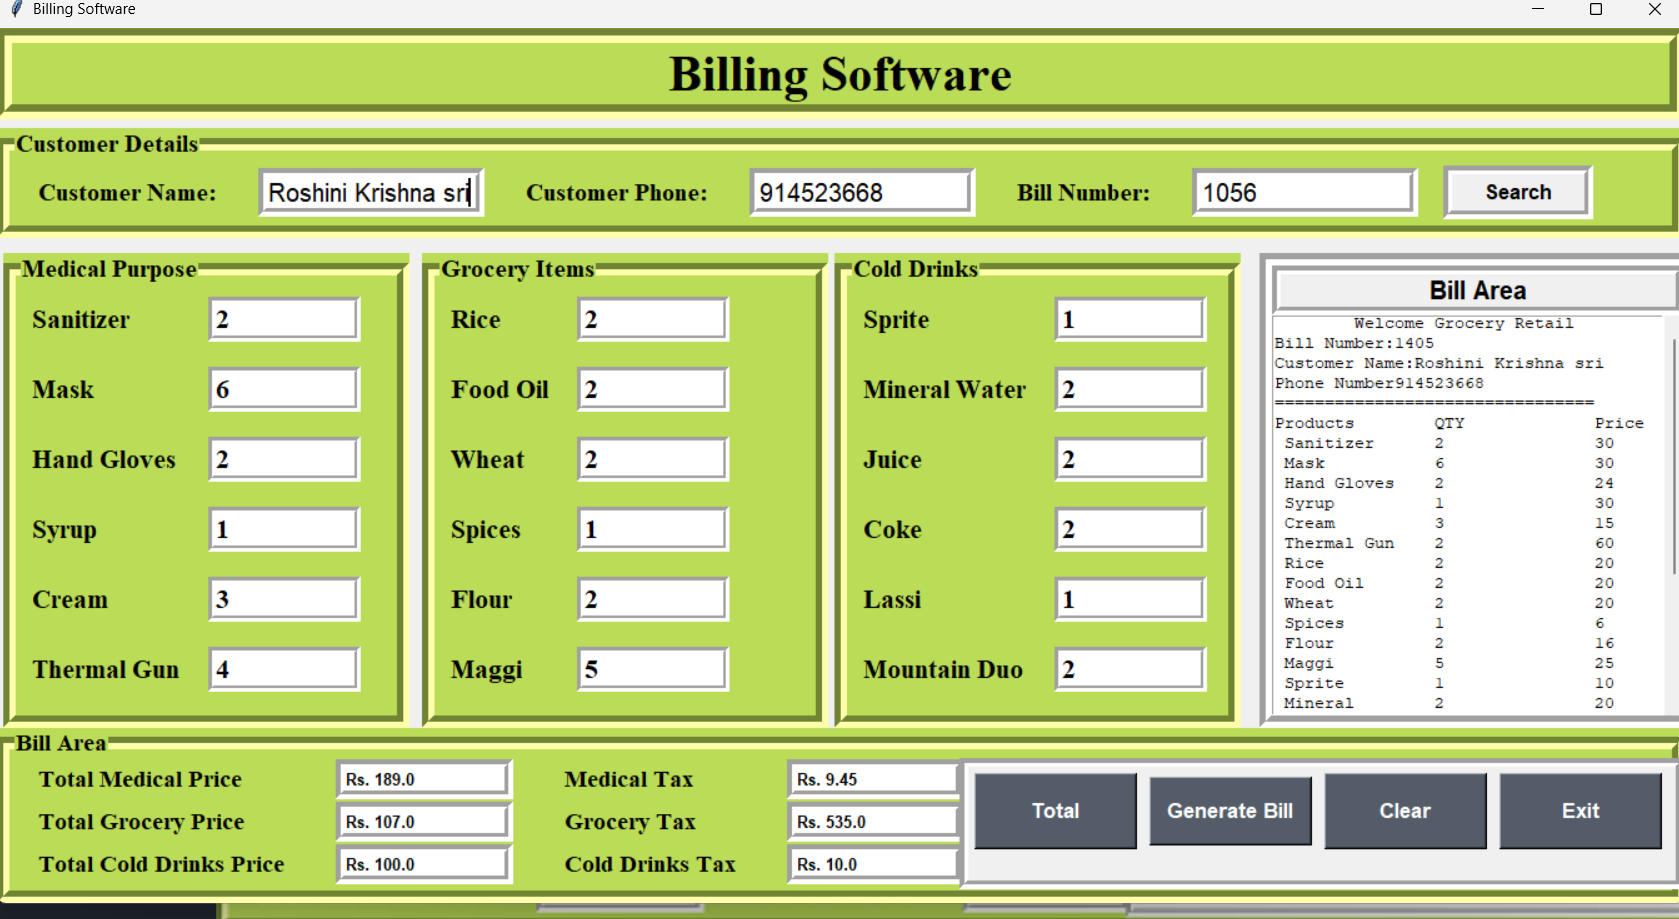 Billing Software
Billing Software
Customer Details
Customer Name: Roshini Krishna sri Customer Phone: 914523668 Bill Number: 1056 Search
Medical Purpose
Sanitizer 2
Mask 6
Hand Gloves 2
Syrup 1
Cream 3
Thermal Gun 4
Grocery Items
Rice 2
Food Oil 2
Wheat 2
Spices 1
Flour 2
Maggi 5
Cold Drinks
Sprite 1
Mineral Water 2
Juice 2
Coke 2
Lassi 1
Mountain Duo 2
Bill Area
Welcome Grocery Retail
Bill Number:1405
Customer Name:Roshini Krishna sri
Phone Number914523668
================================
Products QTY Price
Sanitizer 2 30
Mask 6 30
Hand Gloves 2 24
Syrup 1 30
Cream 3 15
Thermal Gun 2 60
Rice 2 20
Food Oil 2 20
Wheat 2 20
Spices 1 6
Flour 2 16
Maggi 5 25
Sprite 1 10
Mineral 2 20
Bill Area
Total Medical Price Rs. 189.0 Medical Tax Rs. 9.45
Total Grocery Price Rs. 107.0 Grocery Tax Rs. 535.0
Total Cold Drinks Price Rs. 100.0 Cold Drinks Tax Rs. 10.0
Total Generate Bill Clear Exit